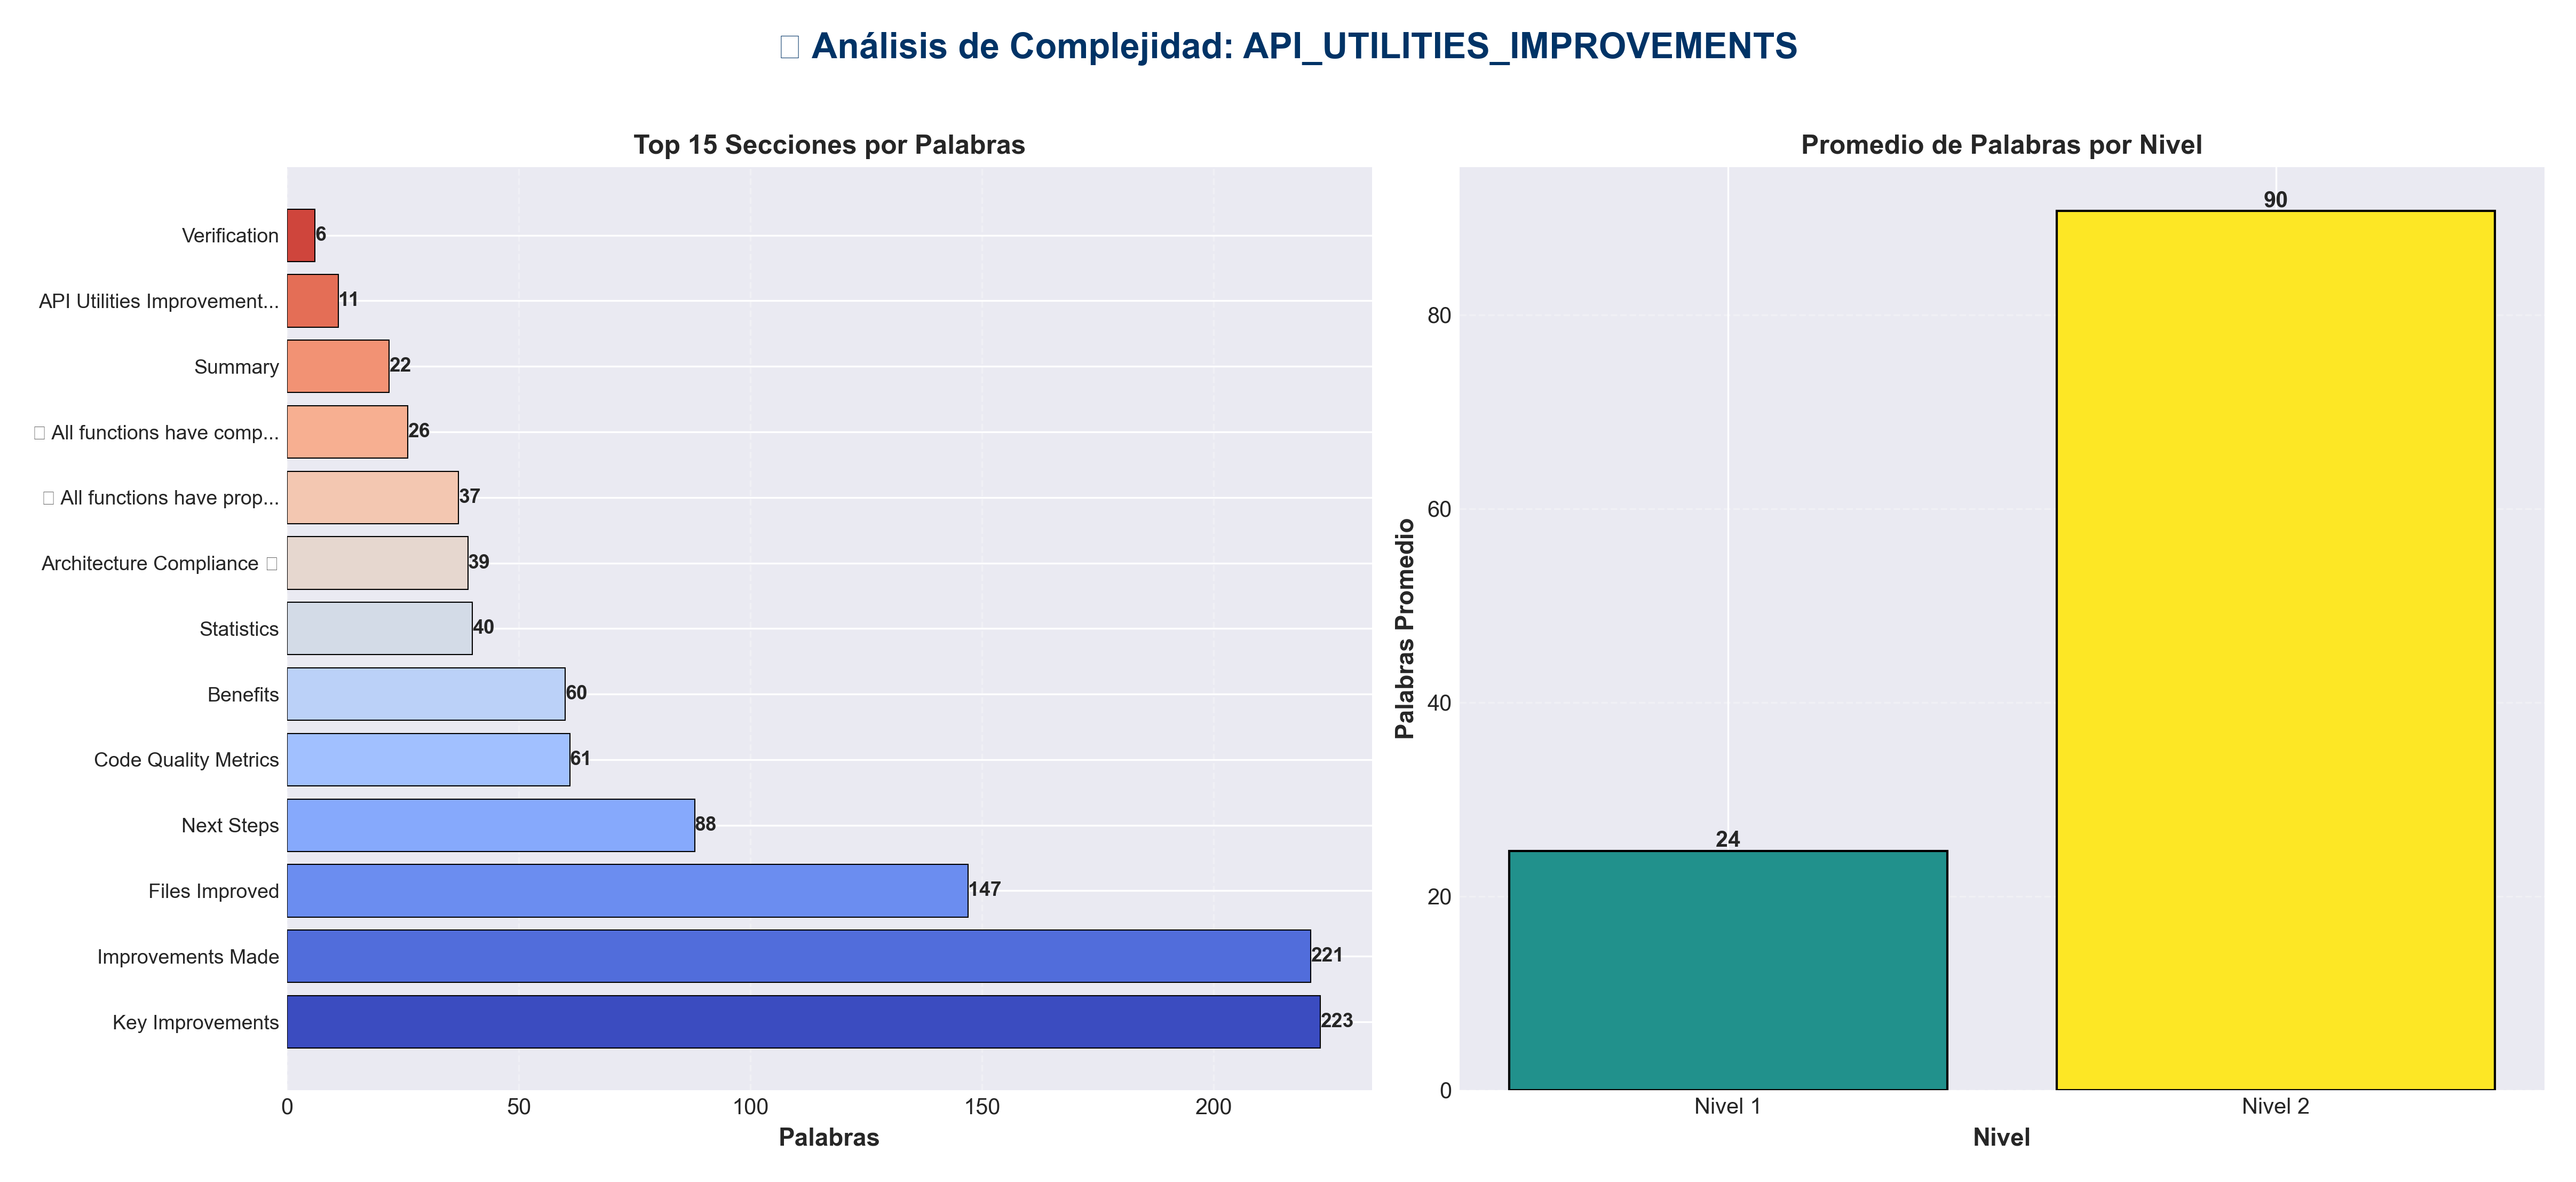 Análisis de Complejidad: API_UTILITIES_IMPROVEMENTS
Top 15 Secciones por Palabras
Verification
6
API Utilities Improvement...
11
Summary
22
All functions have comp...
26
All functions have prop...
37
Architecture Compliance
39
Statistics
40
Benefits
60
Code Quality Metrics
61
Next Steps
88
Files Improved
147
Improvements Made
221
Key Improvements
223
0 50 100 150 200
Palabras
Promedio de Palabras por Nivel
Palabras Promedio
80
60
40
20
0
24
90
Nivel 1 Nivel 2
Nivel